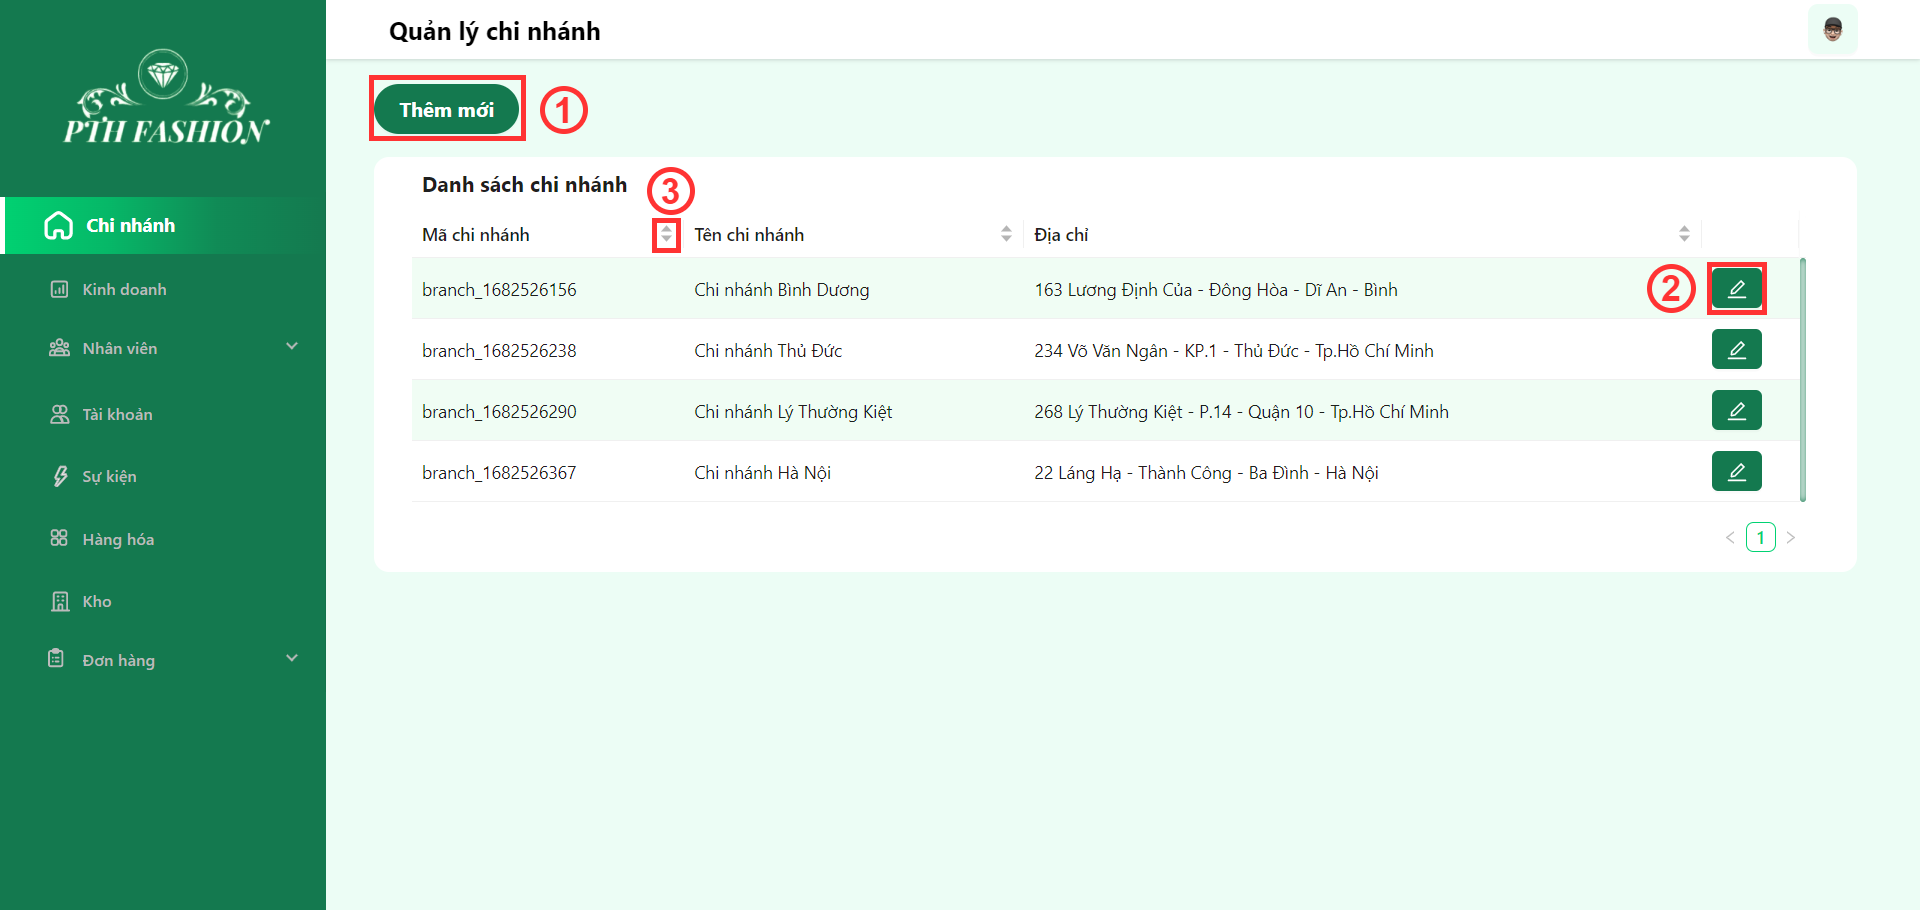 PTH FASHION
Chi nhánh
Kinh doanh
Nhân viên
Tài khoản
Sự kiện
Hàng hóa
Kho
Đơn hàng
Quản lý chi nhánh
Thêm mới 1
Danh sách chi nhánh 3
Mã chi nhánh Tên chi nhánh Địa chỉ
branch_1682526156 Chi nhánh Bình Dương 163 Lương Định Của - Đông Hòa - Dĩ An - Bình 2
branch_1682526238 Chi nhánh Thủ Đức 234 Võ Văn Ngân - KP.1 - Thủ Đức - Tp.Hồ Chí Minh
branch_1682526290 Chi nhánh Lý Thường Kiệt 268 Lý Thường Kiệt - P.14 - Quận 10 - Tp.Hồ Chí Minh
branch_1682526367 Chi nhánh Hà Nội 22 Láng Hạ - Thành Công - Ba Đình - Hà Nội
< 1 >